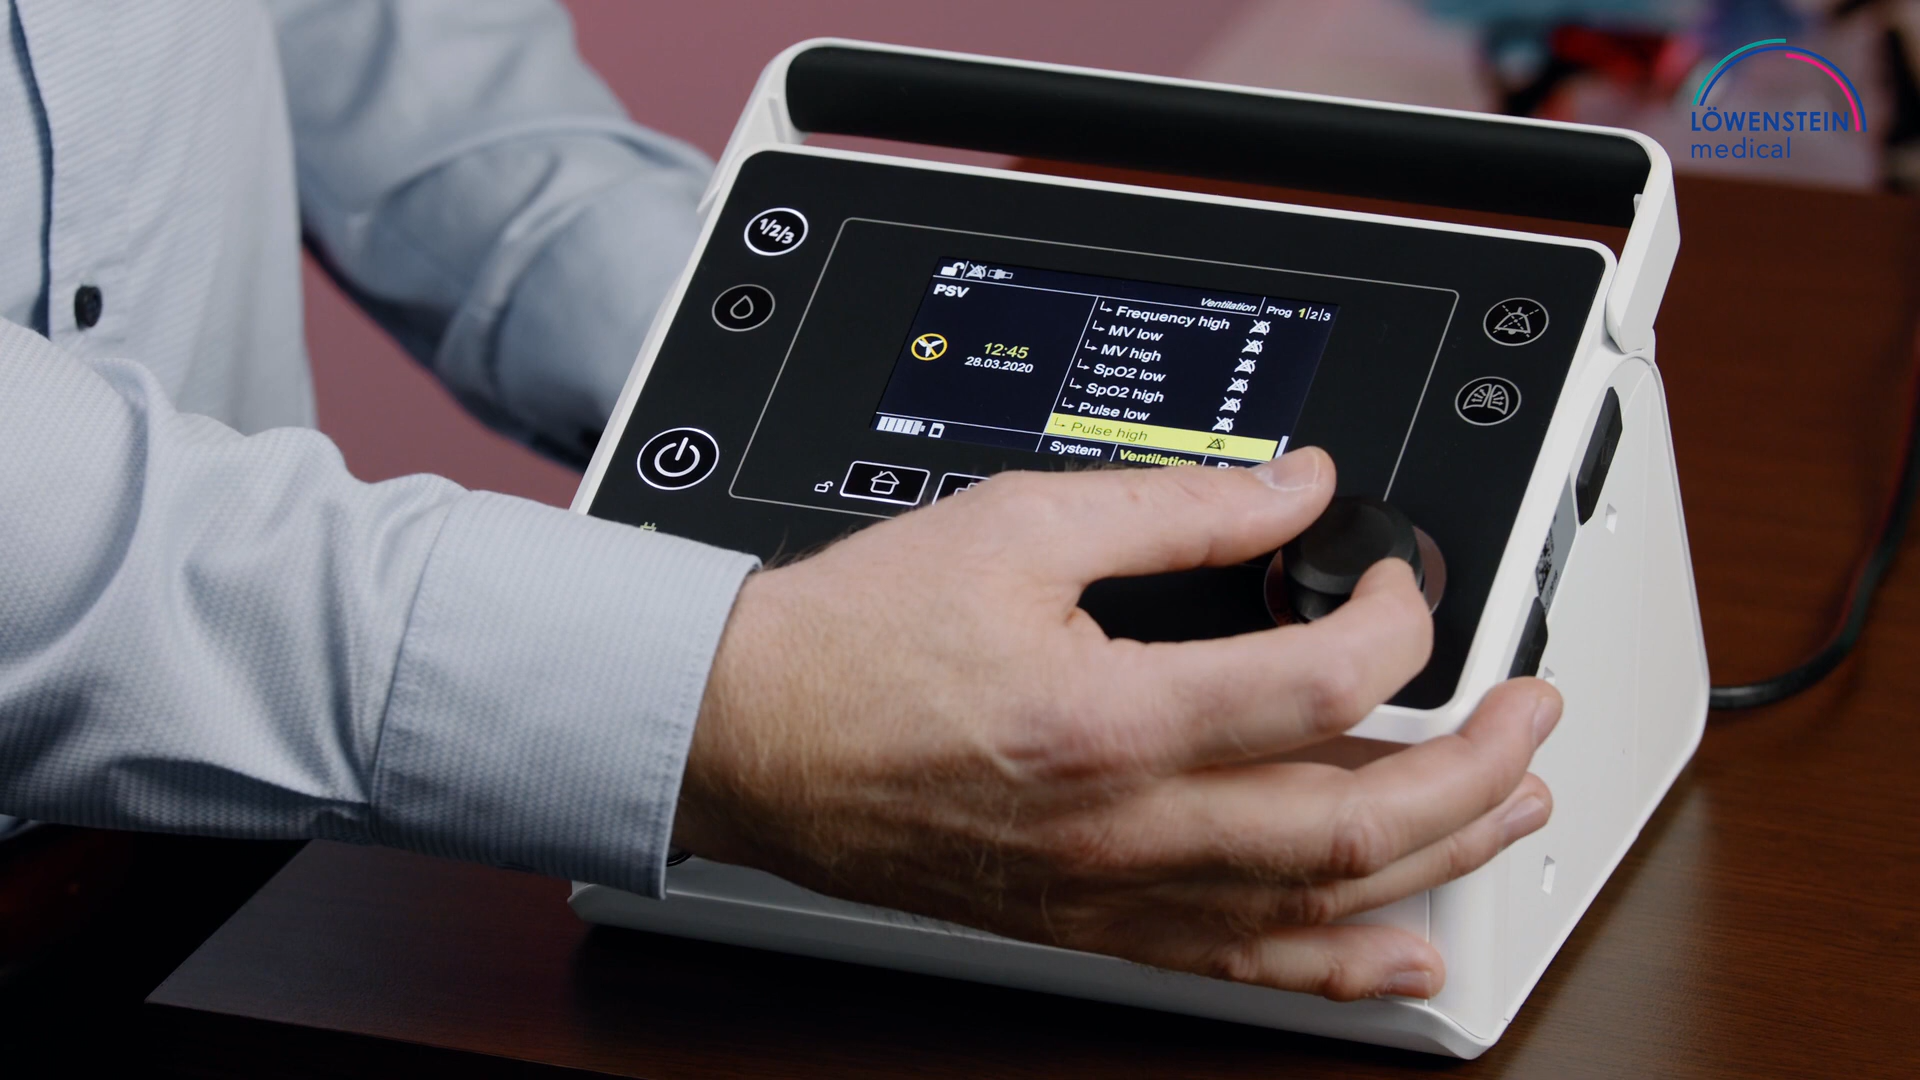 LÖWENSTEIN
medical
1/2/3
PSV
Ventilation
Prog 1|2|3
Frequency high
MV low
MV high
SpO2 low
SpO2 high
Pulse low
Pulse high
12:45
28.03.2020
System
Ventilation